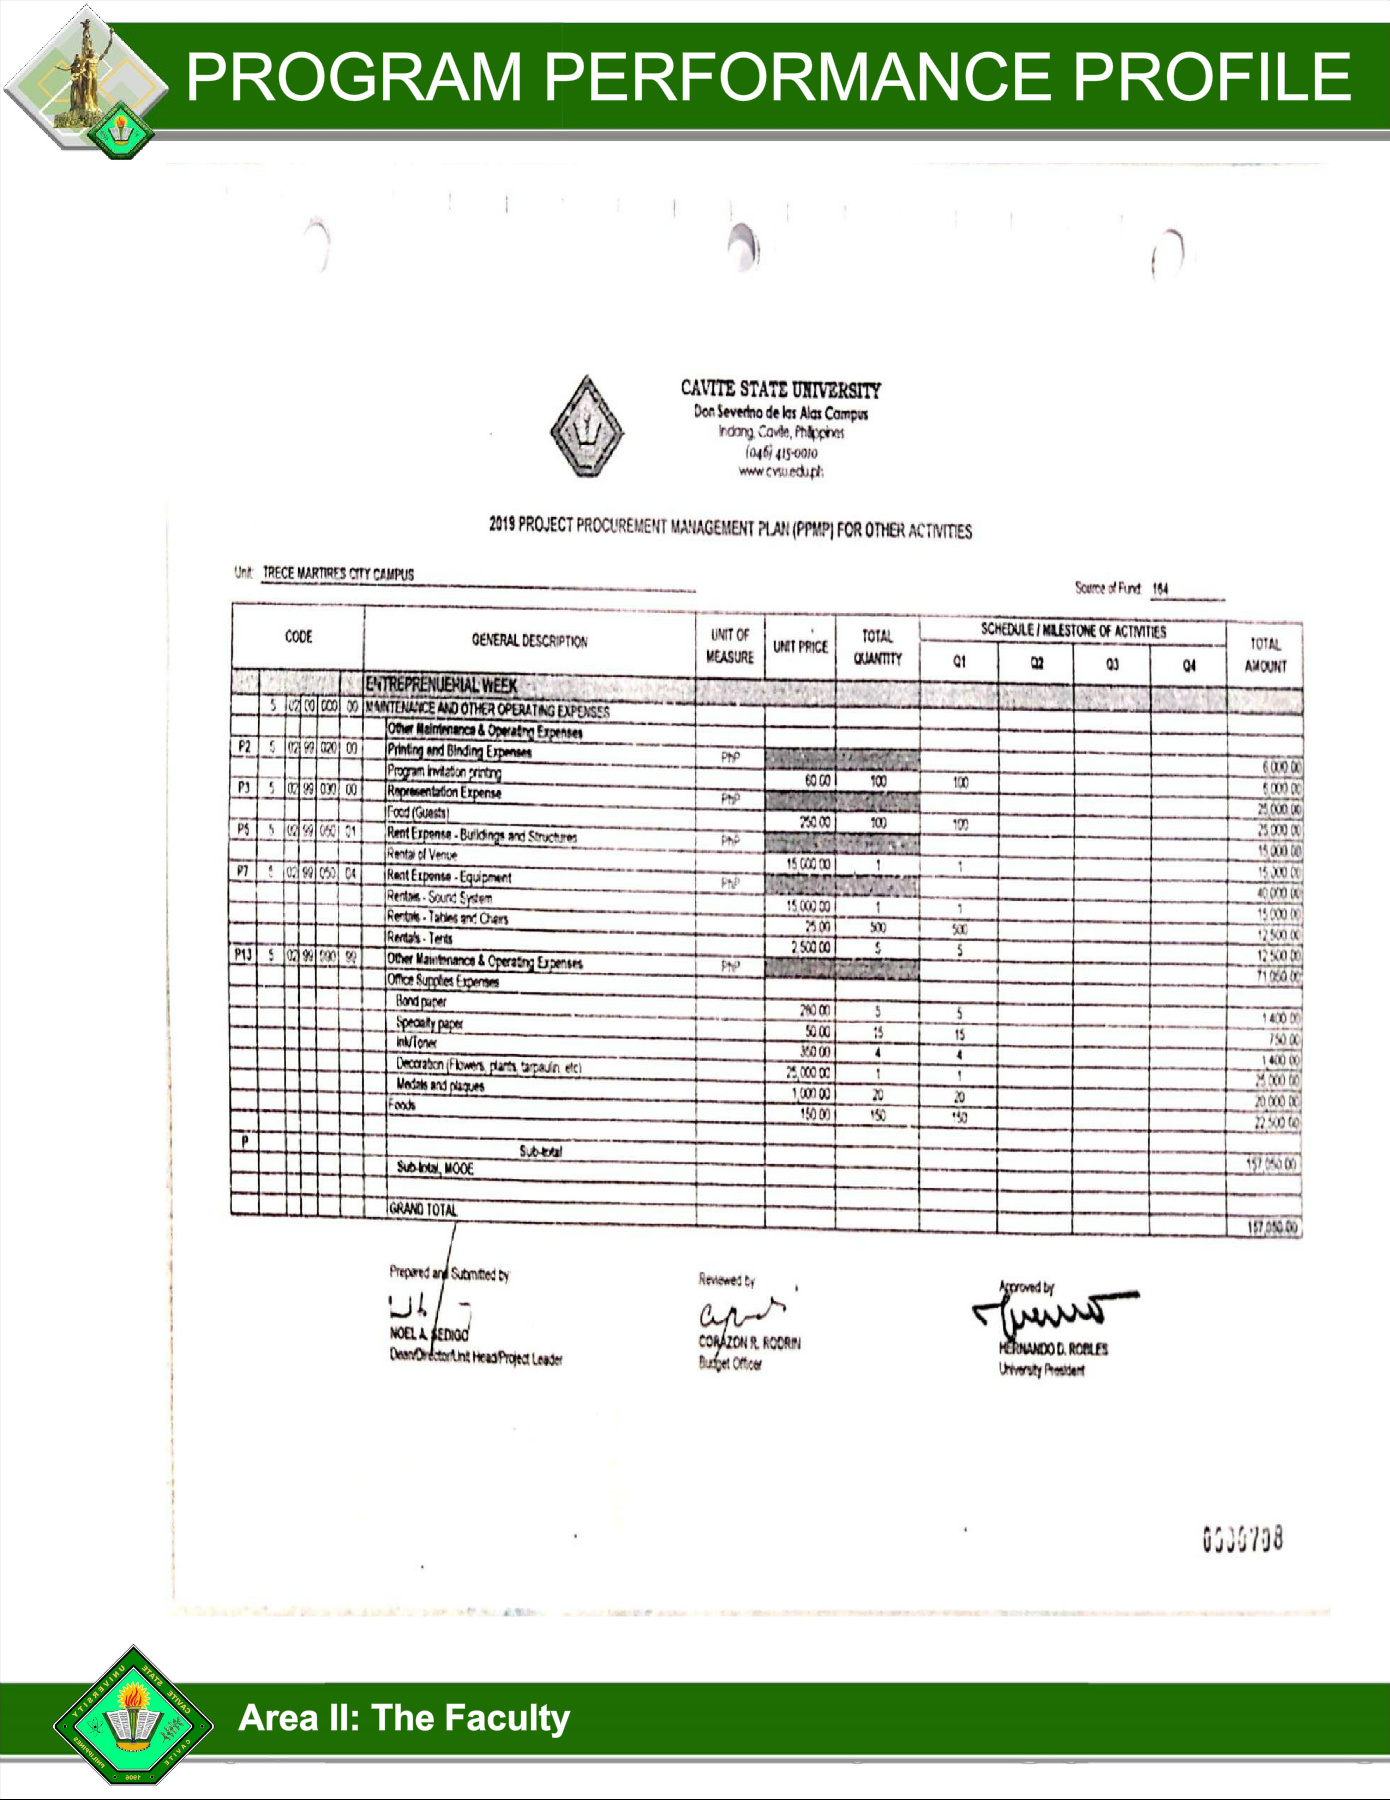 PROGRAM PERFORMANCE PROFILE
CAVITE STATE UNIVERSITY
Don Severino de las Alas Campus
Indang, Cavite, Philippines
(046) 415-0010
www.cvsu.edu.ph
2019 PROJECT PROCUREMENT MANAGEMENT PLAN (PPMP) FOR OTHER ACTIVITIES
Unit: TRECE MARTIRES CITY CAMPUS
Source of Fund: 164
CODE GENERAL DESCRIPTION UNIT OF MEASURE UNIT PRICE TOTAL QUANTITY SCHEDULE / MILESTONE OF ACTIVITIES TOTAL AMOUNT
Q1 Q2 Q3 Q4
ENTREPRENUERIAL WEEK
5 02 00 000 00 MAINTENANCE AND OTHER OPERATING EXPENSES
Other Maintenance & Operating Expenses
P2 5 02 99 020 00 Printing and Binding Expenses PhP 6,000.00
Program Invitation printing 60.00 100 100 6,000.00
P3 5 02 99 030 00 Representation Expense PhP 25,000.00
Food (Guests) 250.00 100 100 25,000.00
P5 5 02 99 050 01 Rent Expense - Buildings and Structures PhP 15,000.00
Rental of Venue 15,000.00 1 1 15,000.00
P7 5 02 99 050 04 Rent Expense - Equipment PhP 40,000.00
Rentals - Sound System 15,000.00 1 1 15,000.00
Rentals - Tables and Chairs 25.00 500 500 12,500.00
Rentals - Tents 2,500.00 5 5 12,500.00
P13 5 02 99 990 99 Other Maintenance & Operating Expenses PhP 71,050.00
Office Supplies Expenses
Bond paper 280.00 5 5 1,400.00
Specialty paper 50.00 15 15 750.00
Ink/Toner 350.00 4 4 1,400.00
Decoration (Flowers, plants, tarpaulin, etc) 25,000.00 1 1 25,000.00
Medals and plaques 1,000.00 20 20 20,000.00
Foods 150.00 150 150 22,500.00
P
Sub-total 157,050.00
Sub-total, MOOE
GRAND TOTAL 157,050.00
Prepared and Submitted by
Reviewed by
Approved by
NOEL A. SEDIGO
CORAZON R. RODRIN
HERNANDO D. ROBLES
Dean/Director/Unit Head/Project Leader
Budget Officer
University President
Area II: The Faculty